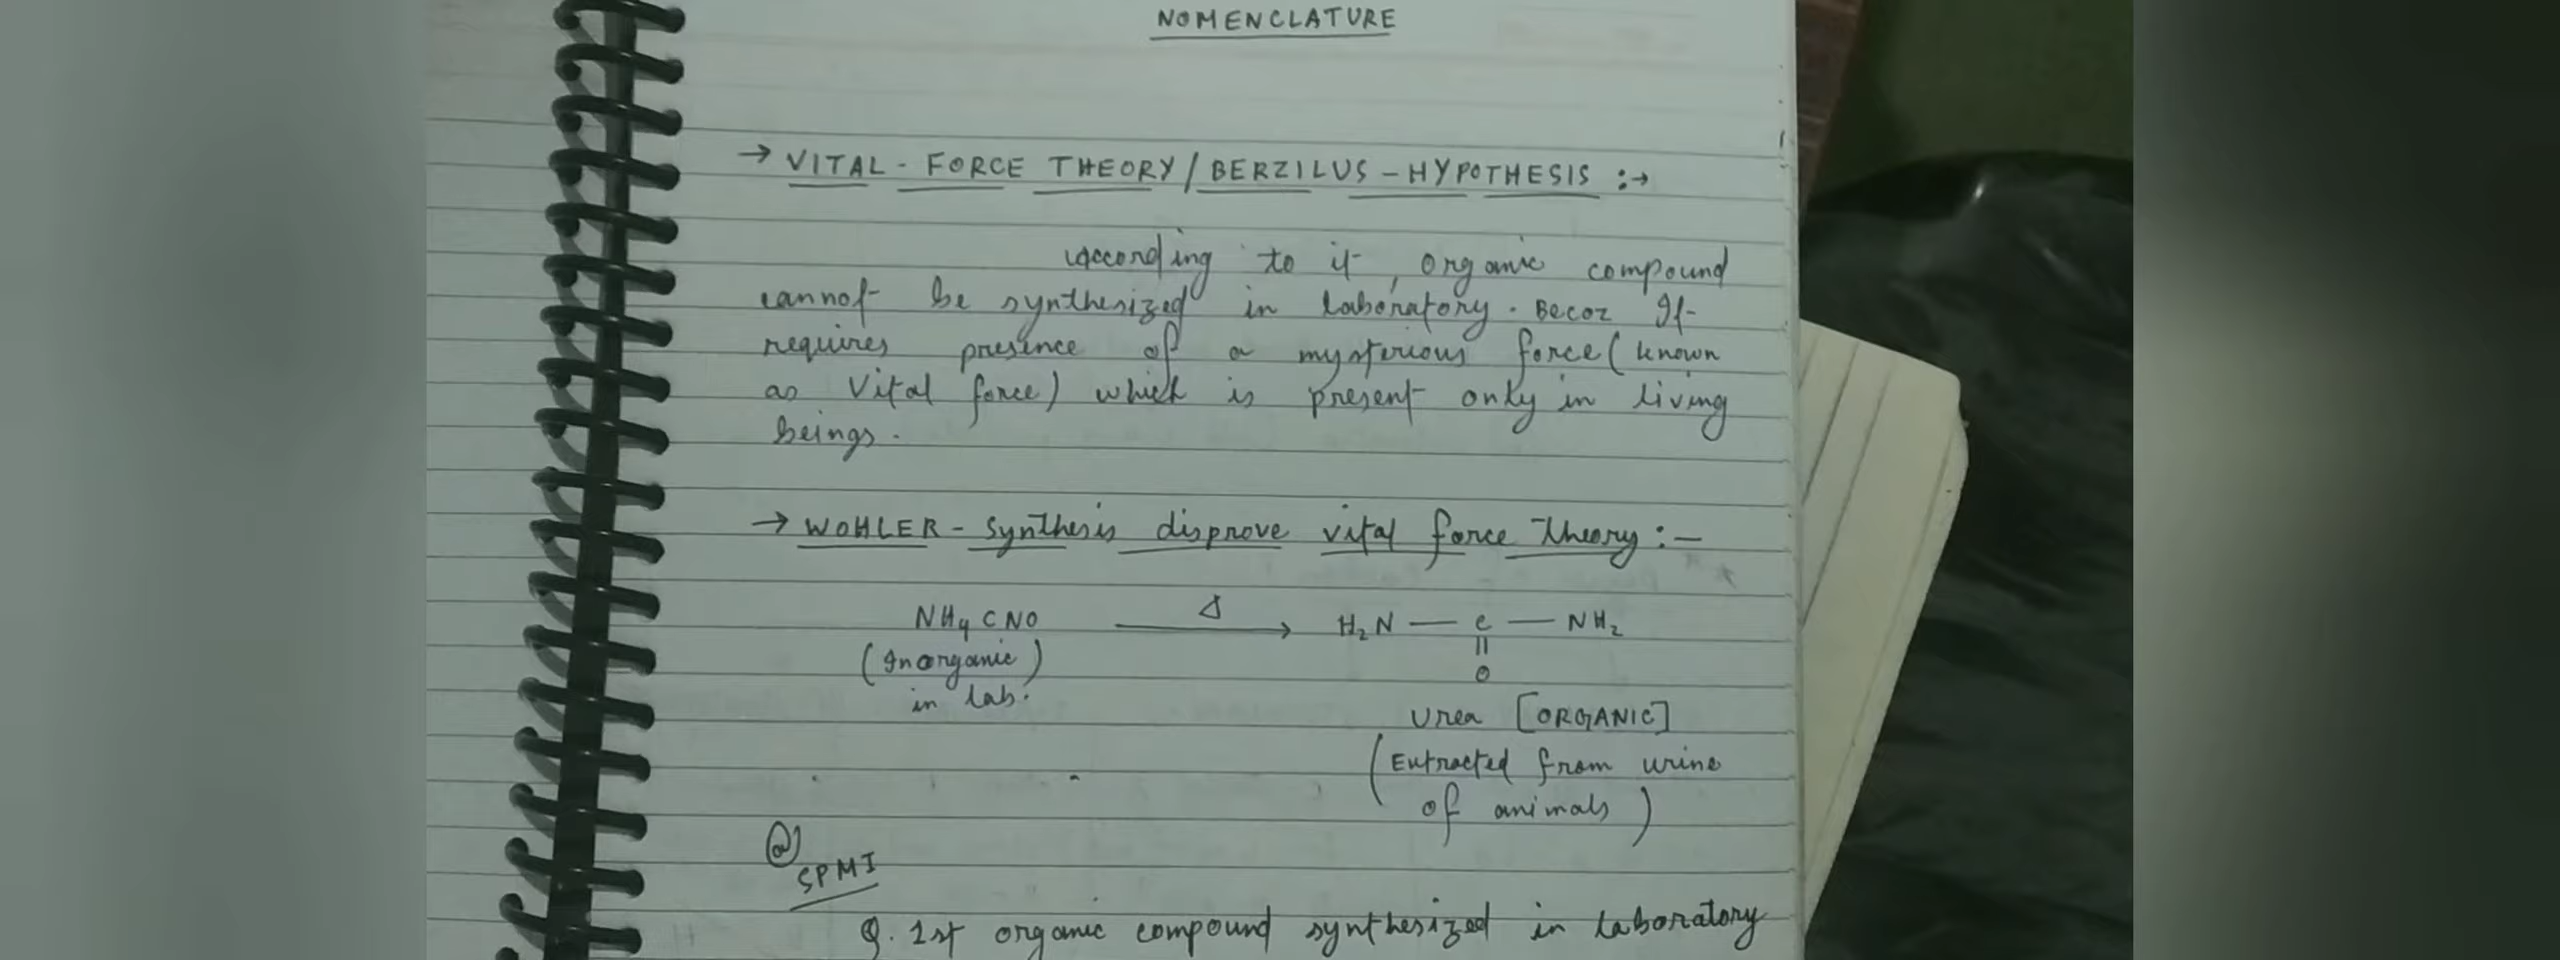 NOMENCLATURE
→ VITAL - FORCE THEORY / BERZILUS - HYPOTHESIS :→
According to it, organic compound
cannot be synthesized in laboratory. Becoz It
requires presence of a mysterious force (known
as Vital force) which is present only in living
beings.
→ WOHLER - Synthesis disprove vital force Theory :-
NH4CNO —Δ→ H2N — C — NH2
(Inorganic) ||
in lab. O
Urea [ORGANIC]
(Extracted from urine
of animals)
@SPMI
Q. 1st organic compound synthesized in laboratory